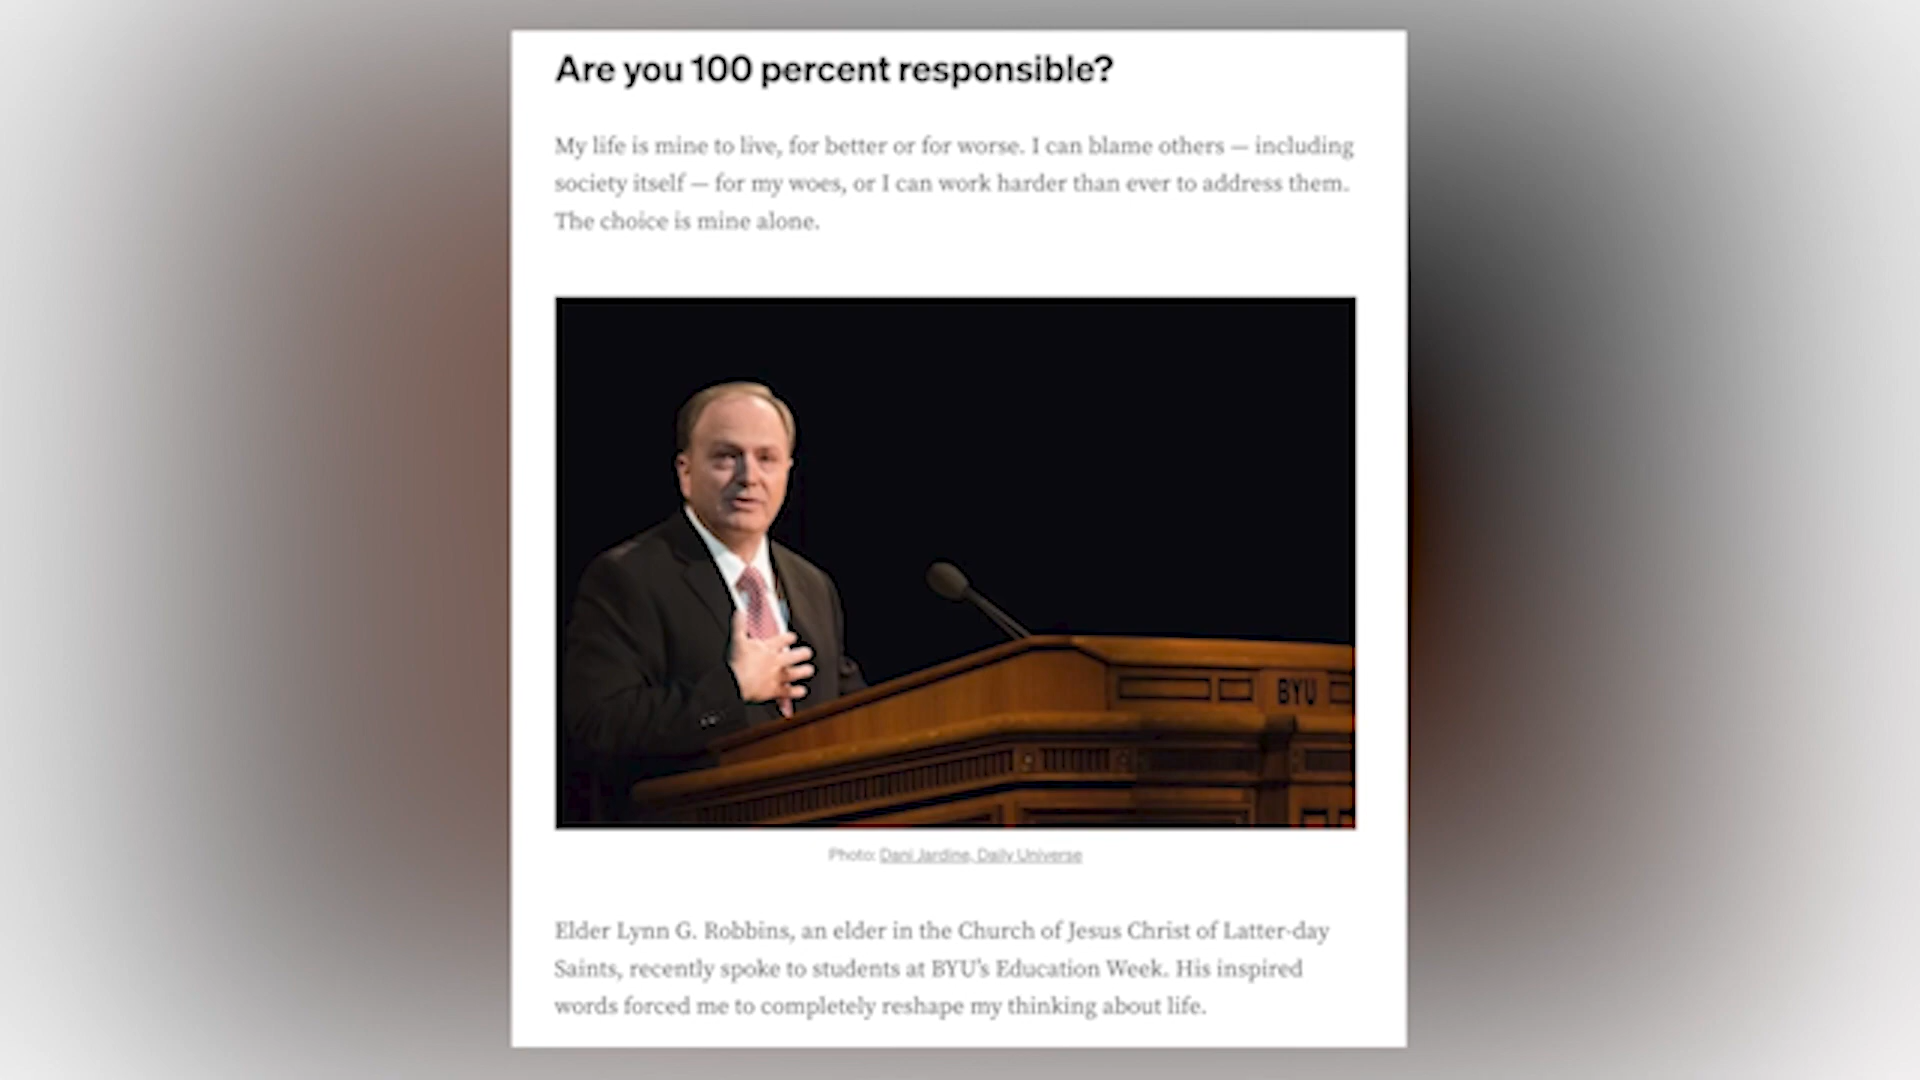 Are you 100 percent responsible?
My life is mine to live, for better or for worse. I can blame others — including
society itself — for my woes, or I can work harder than ever to address them.
The choice is mine alone.
BYU
Photo: Dani Jardine, Daily Universe
Elder Lynn G. Robbins, an elder in the Church of Jesus Christ of Latter-day
Saints, recently spoke to students at BYU's Education Week. His inspired
words forced me to completely reshape my thinking about life.